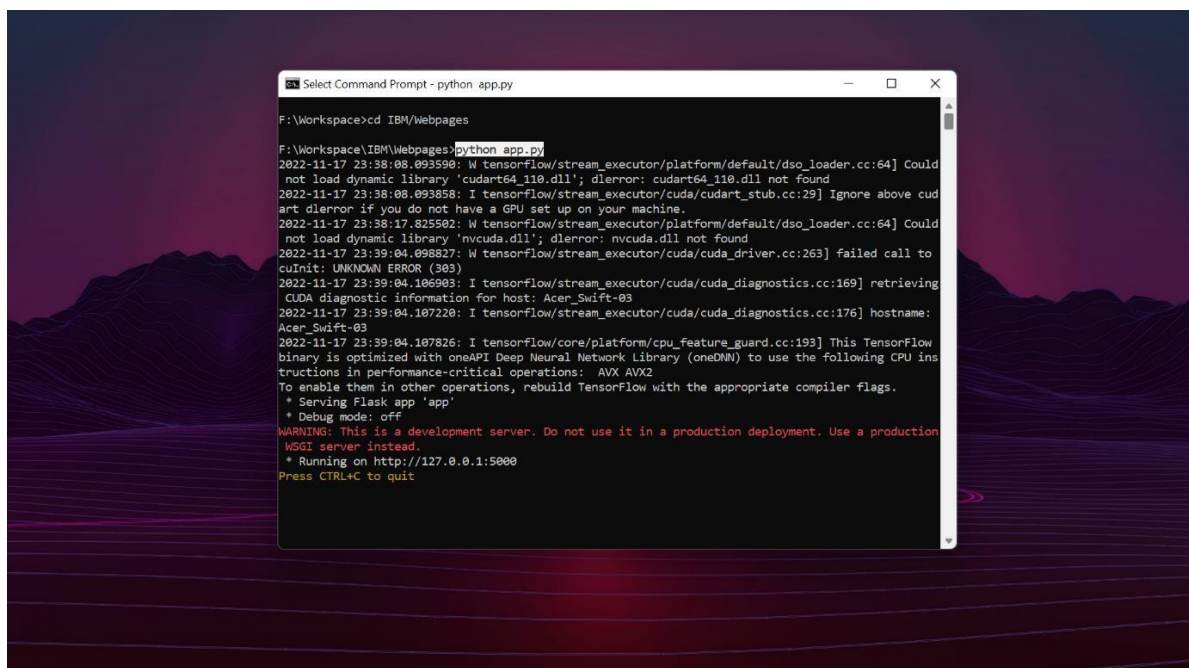 Select Command Prompt - python  app.py
F:\Workspace>cd IBM/Webpages
F:\Workspace\IBM\Webpages>python app.py
2022-11-17 23:38:08.093590: W tensorflow/stream_executor/platform/default/dso_loader.cc:64] Could
 not load dynamic library 'cudart64_110.dll'; dlerror: cudart64_110.dll not found
2022-11-17 23:38:08.093858: I tensorflow/stream_executor/cuda/cudart_stub.cc:29] Ignore above cud
art dlerror if you do not have a GPU set up on your machine.
2022-11-17 23:38:17.825502: W tensorflow/stream_executor/platform/default/dso_loader.cc:64] Could
 not load dynamic library 'nvcuda.dll'; dlerror: nvcuda.dll not found
2022-11-17 23:39:04.098827: W tensorflow/stream_executor/cuda/cuda_driver.cc:263] failed call to
cuInit: UNKNOWN ERROR (303)
2022-11-17 23:39:04.106903: I tensorflow/stream_executor/cuda/cuda_diagnostics.cc:169] retrieving
 CUDA diagnostic information for host: Acer_Swift-03
2022-11-17 23:39:04.107220: I tensorflow/stream_executor/cuda/cuda_diagnostics.cc:176] hostname:
Acer_Swift-03
2022-11-17 23:39:04.107826: I tensorflow/core/platform/cpu_feature_guard.cc:193] This TensorFlow
binary is optimized with oneAPI Deep Neural Network Library (oneDNN) to use the following CPU ins
tructions in performance-critical operations:  AVX AVX2
To enable them in other operations, rebuild TensorFlow with the appropriate compiler flags.
 * Serving Flask app 'app'
 * Debug mode: off
WARNING: This is a development server. Do not use it in a production deployment. Use a production
 WSGI server instead.
 * Running on http://127.0.0.1:5000
Press CTRL+C to quit